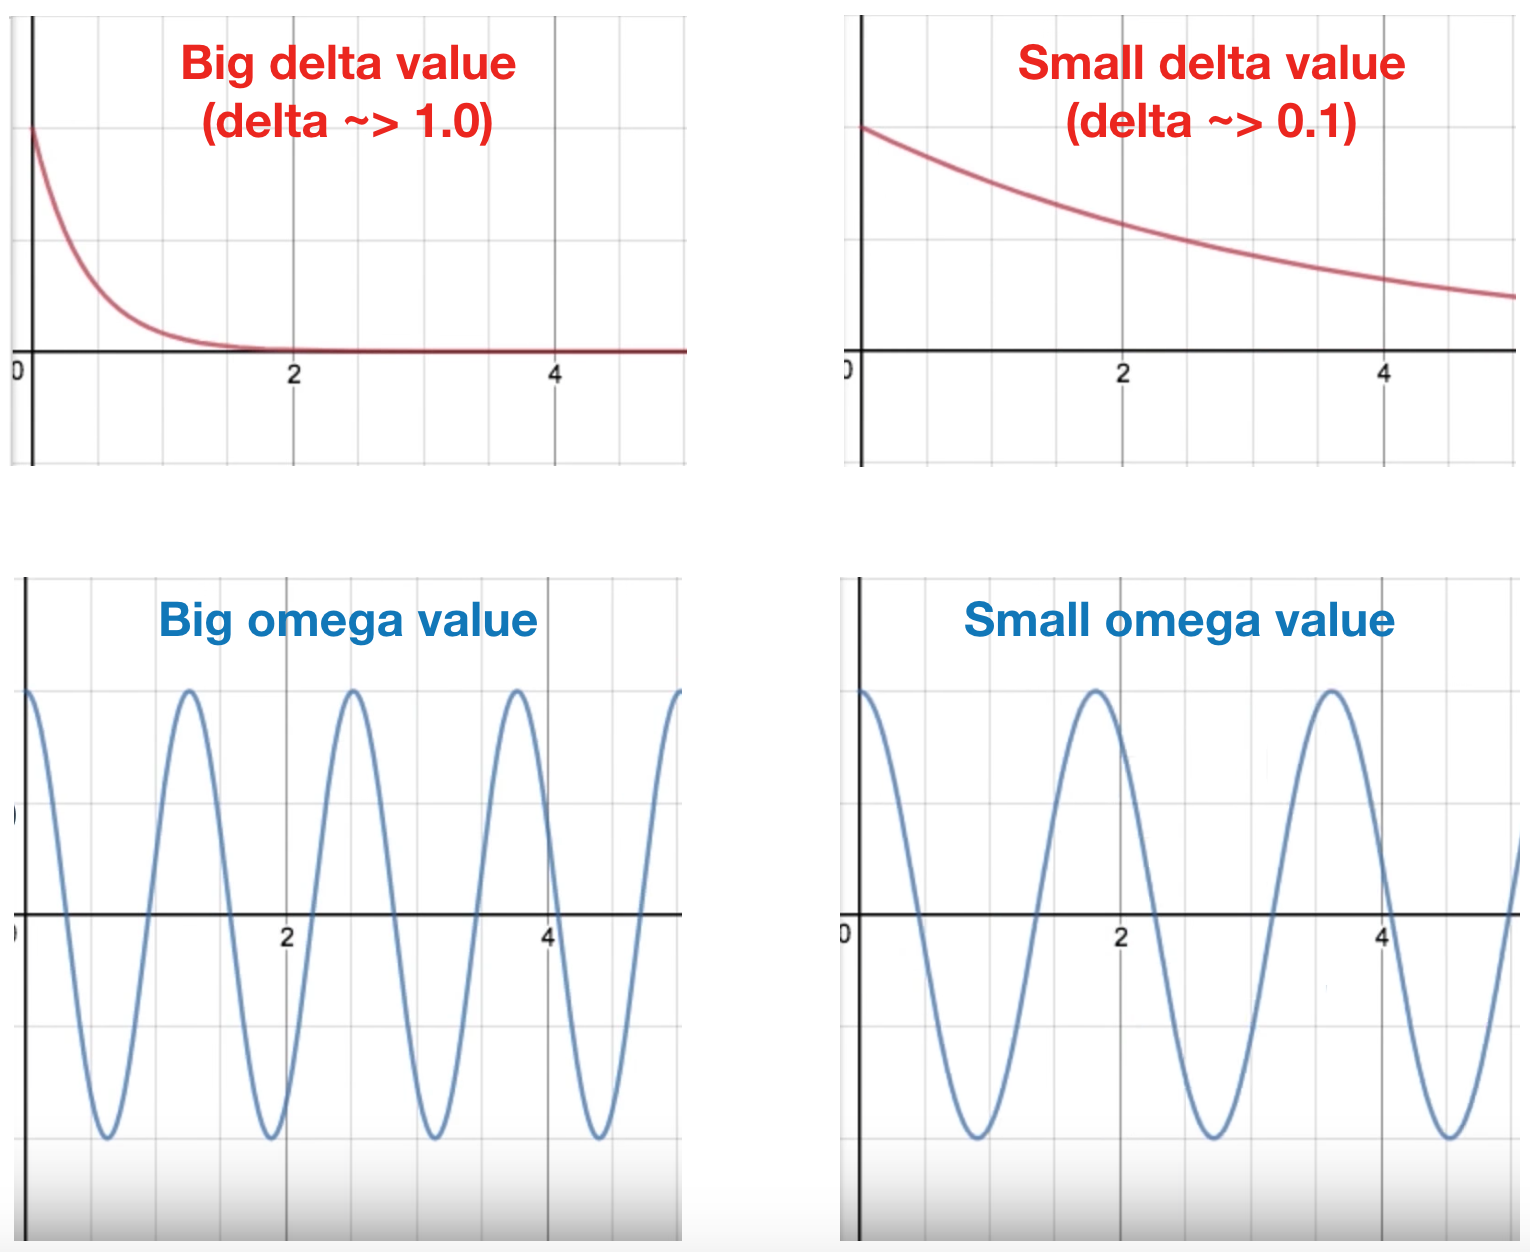 Big delta value
(delta ~> 1.0)
0
2
4
Small delta value
(delta ~> 0.1)
0
2
4
Big omega value
2
4
Small omega value
0
2
4